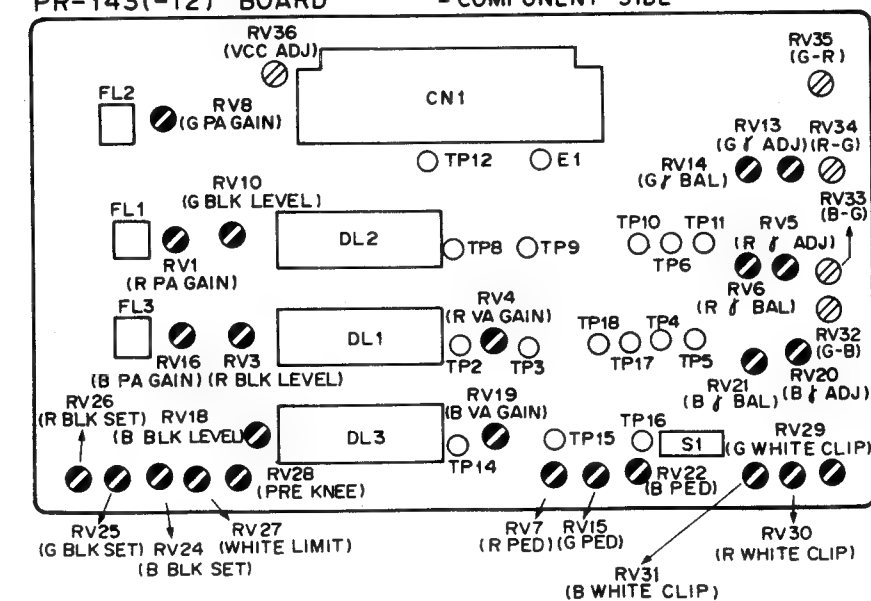 PR-143(-12) BOARD - COMPONENT SIDE
RV36
(VCC ADJ)
RV35
(G-R)
CN1
FL2
RV8
(G PA GAIN)
RV13
(G γ ADJ)
RV34
(R-G)
TP12
E1
RV14
(G γ BAL)
RV10
(G BLK LEVEL)
RV33
(B-G)
FL1
DL2
TP8
TP9
TP10
TP11
TP6
RV5
(R γ ADJ)
RV1
(R PA GAIN)
RV6
(R γ BAL)
FL3
RV4
(R VA GAIN)
DL1
TP2
TP3
TP18
TP17
TP4
TP5
RV32
(G-B)
RV16
(B PA GAIN)
RV3
(R BLK LEVEL)
RV21
(B γ BAL)
RV20
(B γ ADJ)
RV26
(R BLK SET)
RV18
(B BLK LEVEL)
RV19
(B VA GAIN)
DL3
TP14
TP15
TP16
S1
RV29
(G WHITE CLIP)
RV28
(PRE KNEE)
RV22
(B PED)
RV25
(G BLK SET)
RV24
(B BLK SET)
RV27
(WHITE LIMIT)
RV7
(R PED)
RV15
(G PED)
RV30
(R WHITE CLIP)
RV31
(B WHITE CLIP)